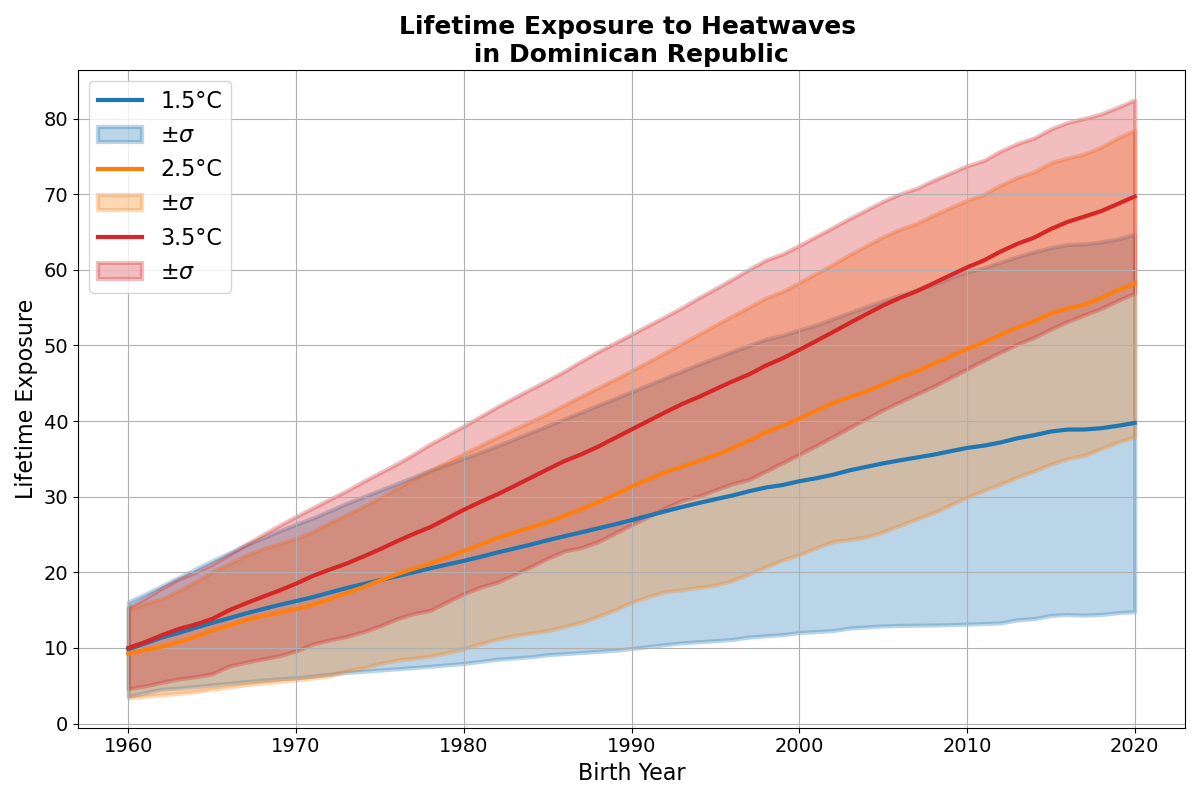 Lifetime Exposure to Heatwaves
in Dominican Republic
1.5°C
±σ
2.5°C
±σ
3.5°C
±σ
Lifetime Exposure
80
70
60
50
40
30
20
10
0
1960 1970 1980 1990 2000 2010 2020
Birth Year